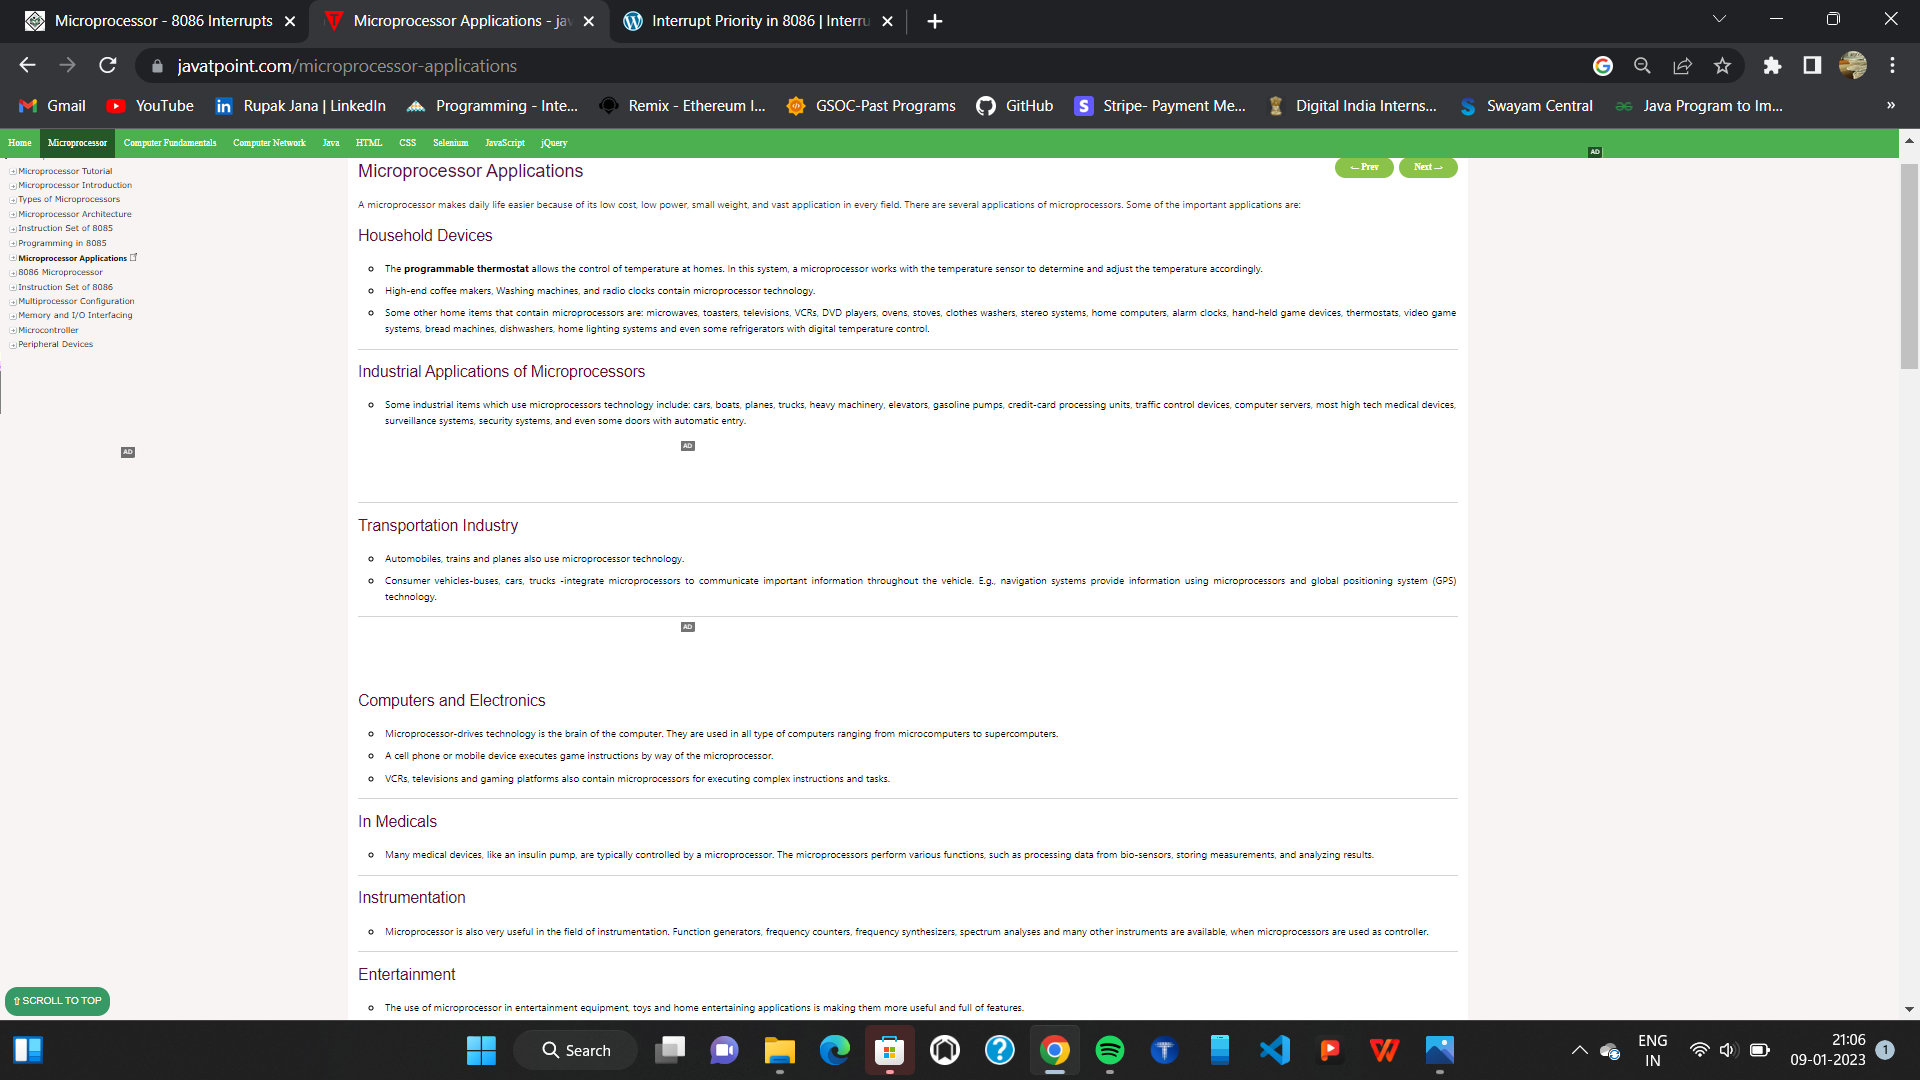 Microprocessor - 8086 Interrupts
Microprocessor Applications - jav
Interrupt Priority in 8086 | Interru
javatpoint.com/microprocessor-applications
Gmail
YouTube
Rupak Jana | LinkedIn
Programming - Inte...
Remix - Ethereum I...
GSOC-Past Programs
GitHub
Stripe- Payment Me...
Digital India Interns...
Swayam Central
Java Program to Im...
»
Home Microprocessor Computer Fundamentals Computer Network Java HTML CSS Selenium JavaScript jQuery
AD
Microprocessor Tutorial
Microprocessor Introduction
Types of Microprocessors
Microprocessor Architecture
Instruction Set of 8085
Programming in 8085
Microprocessor Applications
8086 Microprocessor
Instruction Set of 8086
Multiprocessor Configuration
Memory and I/O Interfacing
Microcontroller
Peripheral Devices
AD
Microprocessor Applications
← Prev Next →
A microprocessor makes daily life easier because of its low cost, low power, small weight, and vast application in every field. There are several applications of microprocessors. Some of the important applications are:
Household Devices
The programmable thermostat allows the control of temperature at homes. In this system, a microprocessor works with the temperature sensor to determine and adjust the temperature accordingly.
High-end coffee makers, Washing machines, and radio clocks contain microprocessor technology.
Some other home items that contain microprocessors are: microwaves, toasters, televisions, VCRs, DVD players, ovens, stoves, clothes washers, stereo systems, home computers, alarm clocks, hand-held game devices, thermostats, video game
systems, bread machines, dishwashers, home lighting systems and even some refrigerators with digital temperature control.
Industrial Applications of Microprocessors
Some industrial items which use microprocessors technology include: cars, boats, planes, trucks, heavy machinery, elevators, gasoline pumps, credit-card processing units, traffic control devices, computer servers, most high tech medical devices,
surveillance systems, security systems, and even some doors with automatic entry.
AD
Transportation Industry
Automobiles, trains and planes also use microprocessor technology.
Consumer vehicles-buses, cars, trucks -integrate microprocessors to communicate important information throughout the vehicle. E.g., navigation systems provide information using microprocessors and global positioning system (GPS)
technology.
AD
Computers and Electronics
Microprocessor-drives technology is the brain of the computer. They are used in all type of computers ranging from microcomputers to supercomputers.
A cell phone or mobile device executes game instructions by way of the microprocessor.
VCRs, televisions and gaming platforms also contain microprocessors for executing complex instructions and tasks.
In Medicals
Many medical devices, like an insulin pump, are typically controlled by a microprocessor. The microprocessors perform various functions, such as processing data from bio-sensors, storing measurements, and analyzing results.
Instrumentation
Microprocessor is also very useful in the field of instrumentation. Function generators, frequency counters, frequency synthesizers, spectrum analyses and many other instruments are available, when microprocessors are used as controller.
Entertainment
The use of microprocessor in entertainment equipment, toys and home entertaining applications is making them more useful and full of features.
⇧ SCROLL TO TOP
Search
ENG
IN
21:06
09-01-2023
1